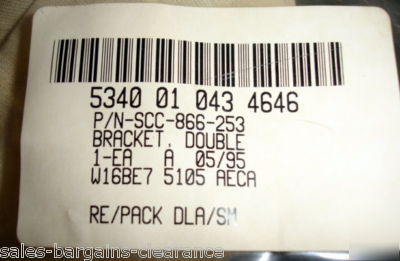 5340 01 043 4646
P/N-SCC-866-253
BRACKET, DOUBLE
1-EA A 05/95
W16BE7 5105 AECA
RE/PACK DLA/SM
sales-bargains-clearance